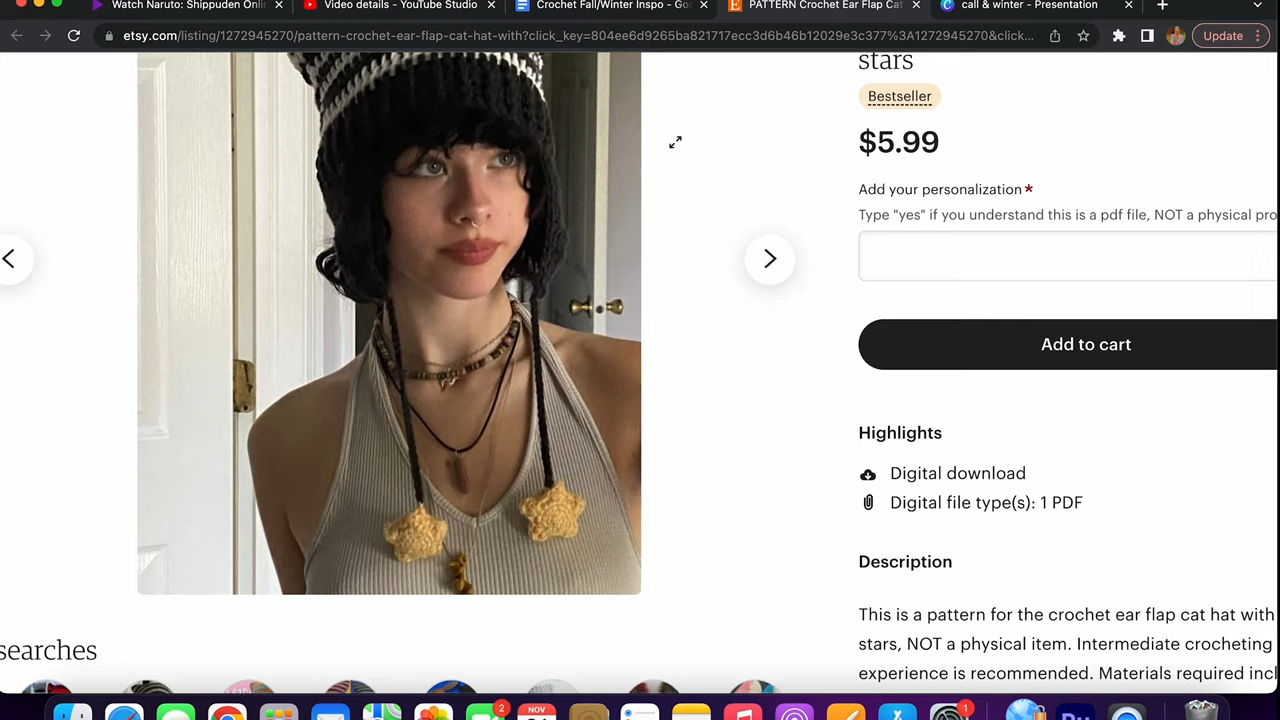 Watch Naruto: Shippuden Onli
Video details - YouTube Studio
Crochet Fall/Winter Inspo - Go
PATTERN Crochet Ear Flap Cat
call & winter - Presentation
etsy.com/listing/1272945270/pattern-crochet-ear-flap-cat-hat-with?click_key=804ee6d9265ba821717ecc3d6b46b12029e3c377%3A1272945270&click...
Update
stars
Bestseller
$5.99
Add your personalization *
Type "yes" if you understand this is a pdf file, NOT a physical pro
Add to cart
Highlights
Digital download
Digital file type(s): 1 PDF
Description
This is a pattern for the crochet ear flap cat hat with
stars, NOT a physical item. Intermediate crocheting
experience is recommended. Materials required incl
searches
2
NOV
1